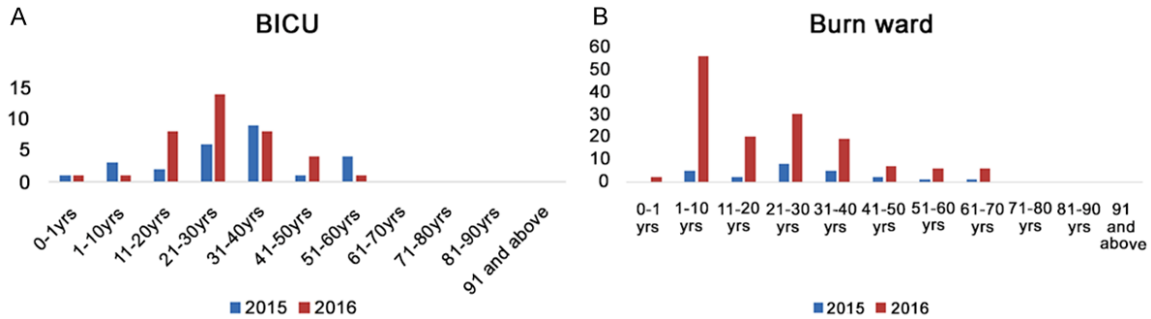 A
BICU
15
10
5
0
0-1yrs
1-10yrs
11-20yrs
21-30yrs
31-40yrs
41-50yrs
51-60yrs
61-70yrs
71-80yrs
81-90yrs
91 and above
2015 2016
B
Burn ward
60
50
40
30
20
10
0
0-1 yrs
1-10 yrs
11-20 yrs
21-30 yrs
31-40 yrs
41-50 yrs
51-60 yrs
61-70 yrs
71-80 yrs
81-90 yrs
91 and above
2015 2016